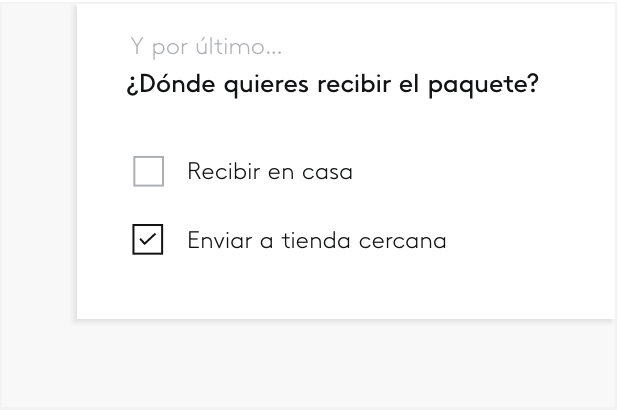 Y por último...
¿Dónde quieres recibir el paquete?
Recibir en casa
Enviar a tienda cercana